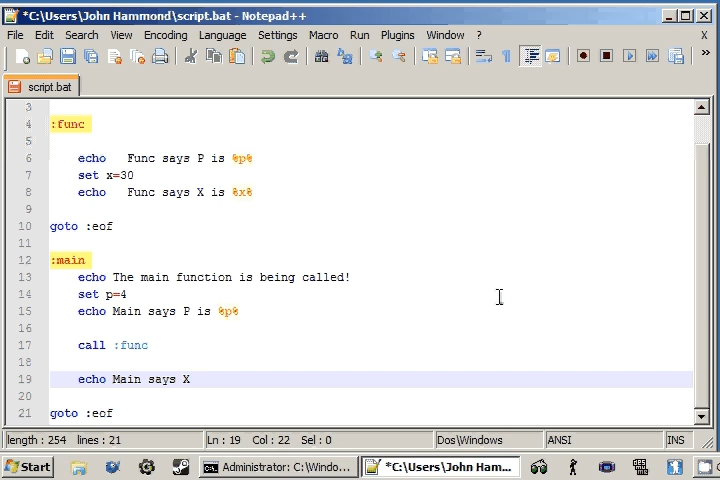 *C:\Users\John Hammond\script.bat - Notepad++
File Edit Search View Encoding Language Settings Macro Run Plugins Window ? X
script.bat
3
4 :func
5
6 echo   Func says P is %p%
7 set x=30
8 echo   Func says X is %x%
9
10 goto :eof
11
12 :main
13 echo The main function is being called!
14 set p=4
15 echo Main says P is %p%
16
17 call :func
18
19 echo Main says X
20
21 goto :eof
length : 254 lines : 21 Ln : 19 Col : 22 Sel : 0 Dos\Windows ANSI INS
Start Administrator: C:\Windo... *C:\Users\John Hamm... C